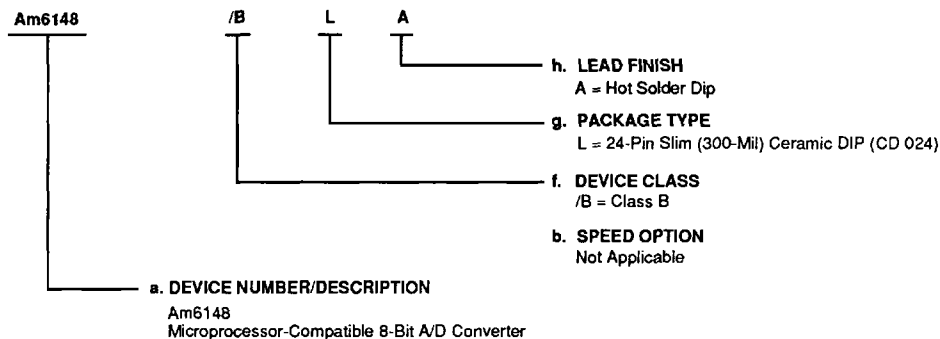 Am6148 /B L A
h. LEAD FINISH
A = Hot Solder Dip
g. PACKAGE TYPE
L = 24-Pin Slim (300-Mil) Ceramic DIP (CD 024)
f. DEVICE CLASS
/B = Class B
b. SPEED OPTION
Not Applicable
a. DEVICE NUMBER/DESCRIPTION
Am6148
Microprocessor-Compatible 8-Bit A/D Converter